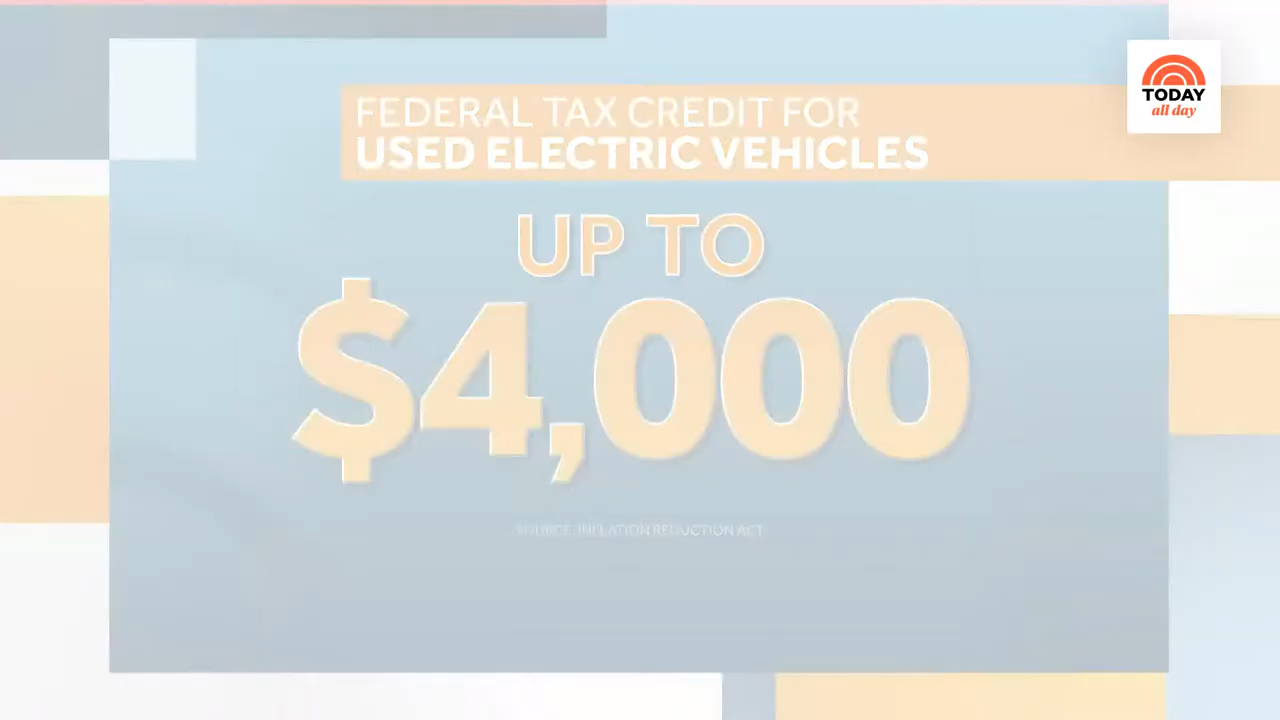 FEDERAL TAX CREDIT FOR
USED ELECTRIC VEHICLES
TODAY
all day
UP TO
$4,000
SOURCE: INFLATION REDUCTION ACT